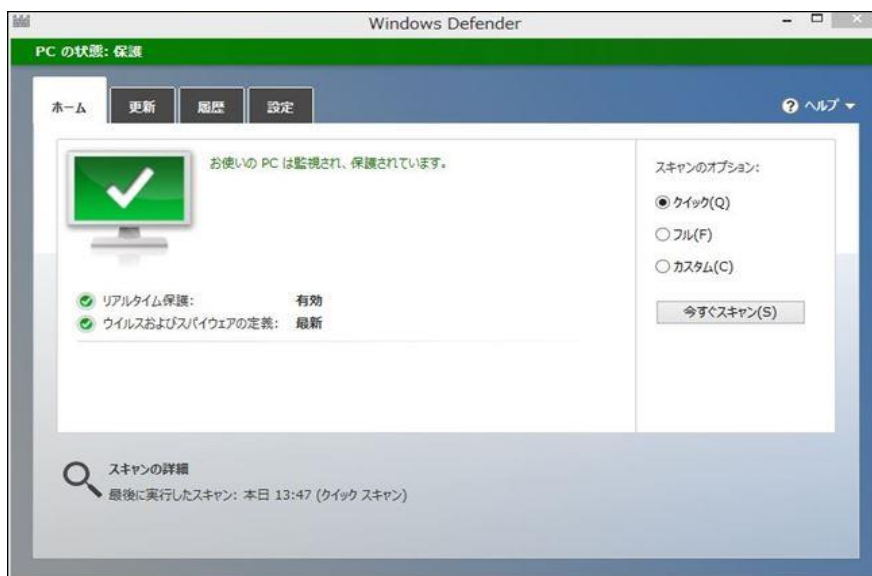 Windows Defender
PC の状態: 保護
ホーム 更新 履歴 設定 ヘルプ
お使いの PC は監視され、保護されています。
リアルタイム保護: 有効
ウイルスおよびスパイウェアの定義: 最新
スキャンのオプション:
クイック(Q)
フル(F)
カスタム(C)
今すぐスキャン(S)
スキャンの詳細
最後に実行したスキャン: 本日 13:47 (クイック スキャン)